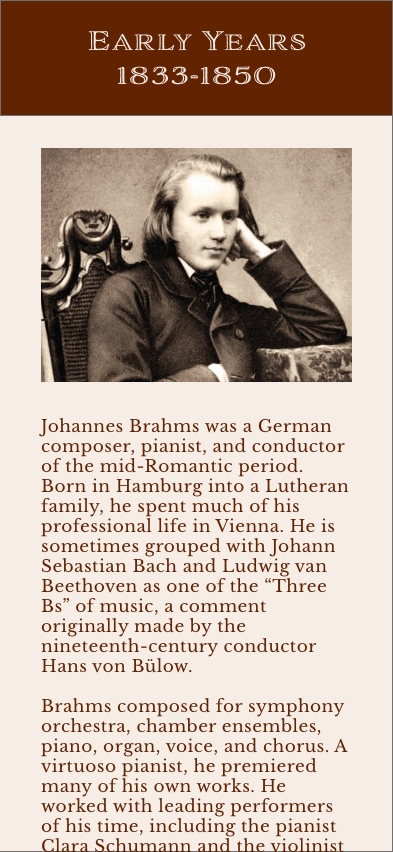 Early Years
1833-1850
Johannes Brahms was a German
composer, pianist, and conductor
of the mid-Romantic period.
Born in Hamburg into a Lutheran
family, he spent much of his
professional life in Vienna. He is
sometimes grouped with Johann
Sebastian Bach and Ludwig van
Beethoven as one of the “Three
Bs” of music, a comment
originally made by the
nineteenth-century conductor
Hans von Bülow.
Brahms composed for symphony
orchestra, chamber ensembles,
piano, organ, voice, and chorus. A
virtuoso pianist, he premiered
many of his own works. He
worked with leading performers
of his time, including the pianist
Clara Schumann and the violinist